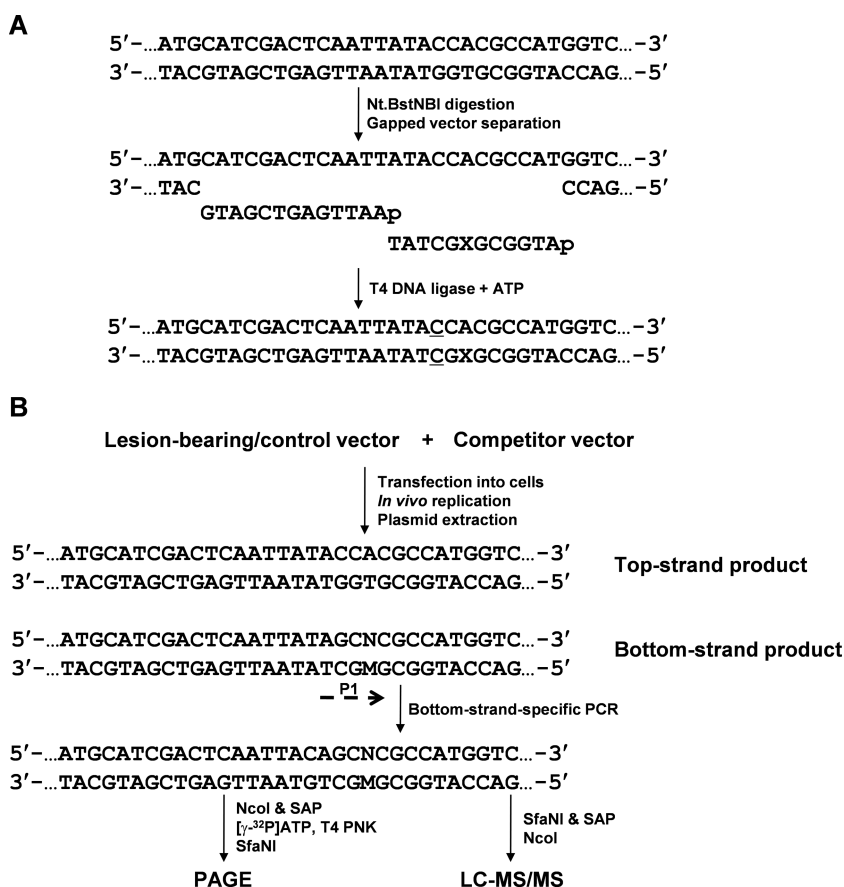 A
5′–...ATGCATCGACTCAATTATACCACGCCATGGTC...–3′
3′–...TACGTAGCTGAGTTAATATGGTGCGGTACCAG...–5′
Nt.BstNBI digestion
Gapped vector separation
5′–...ATGCATCGACTCAATTATACCACGCCATGGTC...–3′
3′–...TAC CCAG...–5′
GTAGCTGAGTTAAp
TATCGXGCGGTAp
T4 DNA ligase + ATP
5′–...ATGCATCGACTCAATTATACCACGCCATGGTC...–3′
3′–...TACGTAGCTGAGTTAATATCGXGCGGTACCAG...–5′
B
Lesion-bearing/control vector + Competitor vector
Transfection into cells
In vivo replication
Plasmid extraction
5′–...ATGCATCGACTCAATTATACCACGCCATGGTC...–3′
3′–...TACGTAGCTGAGTTAATATGGTGCGGTACCAG...–5′
Top-strand product
5′–...ATGCATCGACTCAATTATAGCNCGCCATGGTC...–3′
3′–...TACGTAGCTGAGTTAATATCGMGCGGTACCAG...–5′
Bottom-strand product
P1
Bottom-strand-specific PCR
5′–...ATGCATCGACTCAATTACAGCNCGCCATGGTC...–3′
3′–...TACGTAGCTGAGTTAATGTCGMGCGGTACCAG...–5′
NcoI & SAP
[γ-³²P]ATP, T4 PNK
SfaNI
SfaNI & SAP
NcoI
PAGE
LC-MS/MS